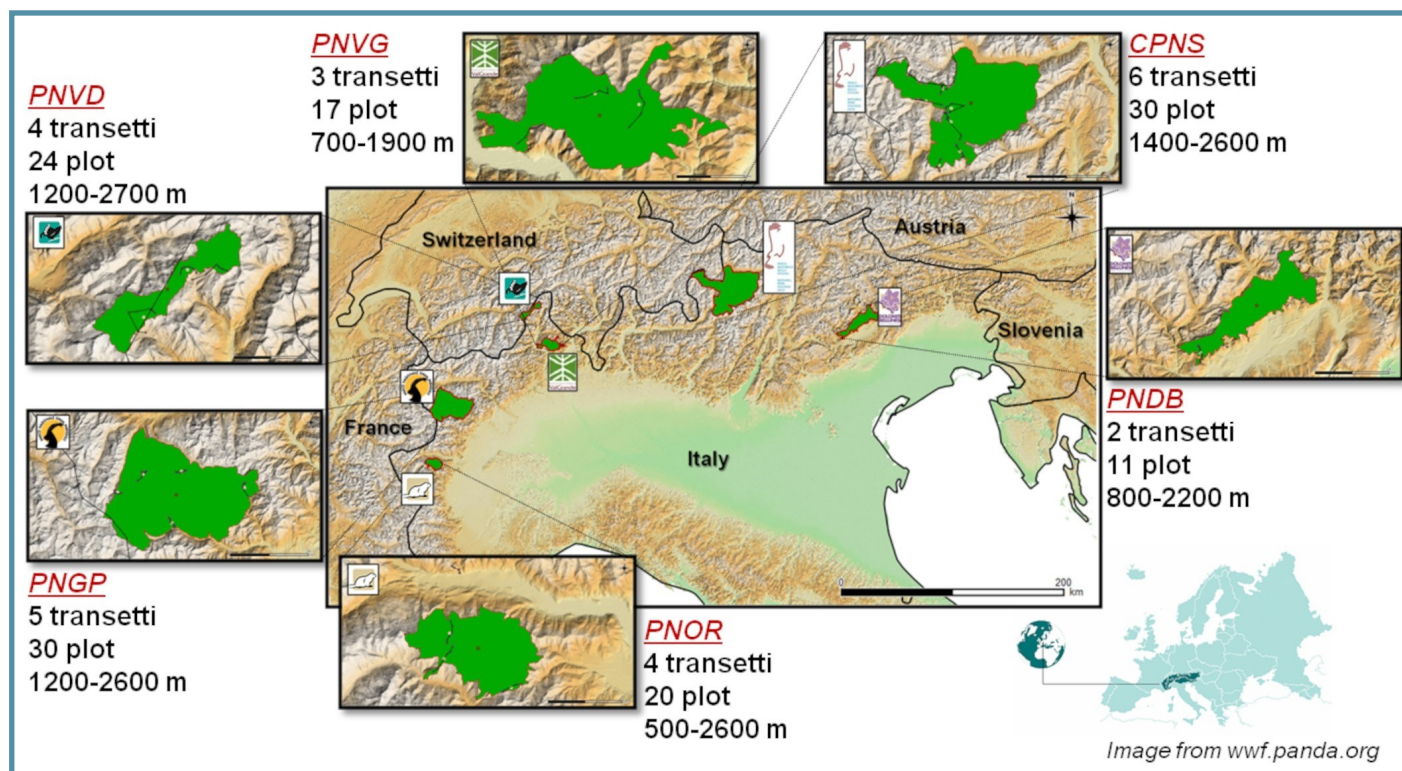 PNVG
3 transetti
17 plot
700-1900 m
CPNS
6 transetti
30 plot
1400-2600 m
PNVD
4 transetti
24 plot
1200-2700 m
Switzerland
Austria
Slovenia
France
Italy
N
0
200
km
PNDB
2 transetti
11 plot
800-2200 m
PNGP
5 transetti
30 plot
1200-2600 m
PNOR
4 transetti
20 plot
500-2600 m
Image from wwf.panda.org